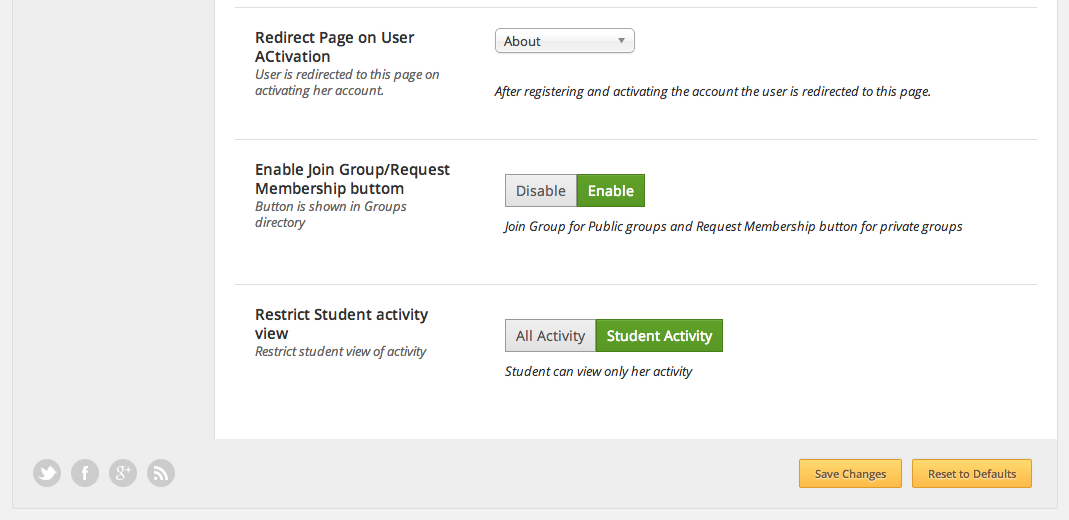 Redirect Page on User
ACtivation
User is redirected to this page on
activating her account.
About
After registering and activating the account the user is redirected to this page.
Enable Join Group/Request
Membership buttom
Button is shown in Groups
directory
Disable Enable
Join Group for Public groups and Request Membership button for private groups
Restrict Student activity
view
Restrict student view of activity
All Activity Student Activity
Student can view only her activity
f g+
Save Changes Reset to Defaults